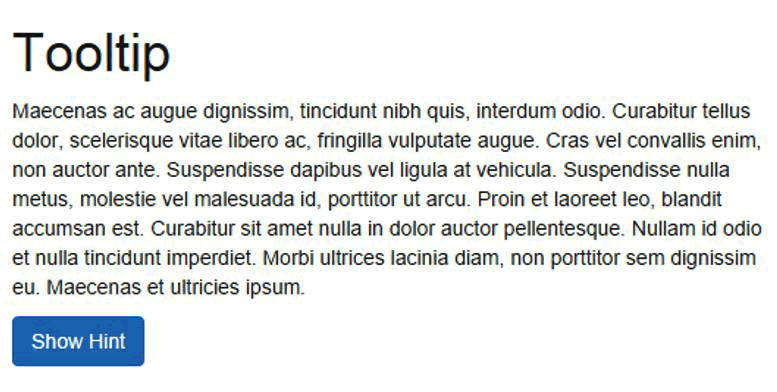 Tooltip
Maecenas ac augue dignissim, tincidunt nibh quis, interdum odio. Curabitur tellus
dolor, scelerisque vitae libero ac, fringilla vulputate augue. Cras vel convallis enim,
non auctor ante. Suspendisse dapibus vel ligula at vehicula. Suspendisse nulla
metus, molestie vel malesuada id, porttitor ut arcu. Proin et laoreet leo, blandit
accumsan est. Curabitur sit amet nulla in dolor auctor pellentesque. Nullam id odio
et nulla tincidunt imperdiet. Morbi ultrices lacinia diam, non porttitor sem dignissim
eu. Maecenas et ultricies ipsum.
Show Hint